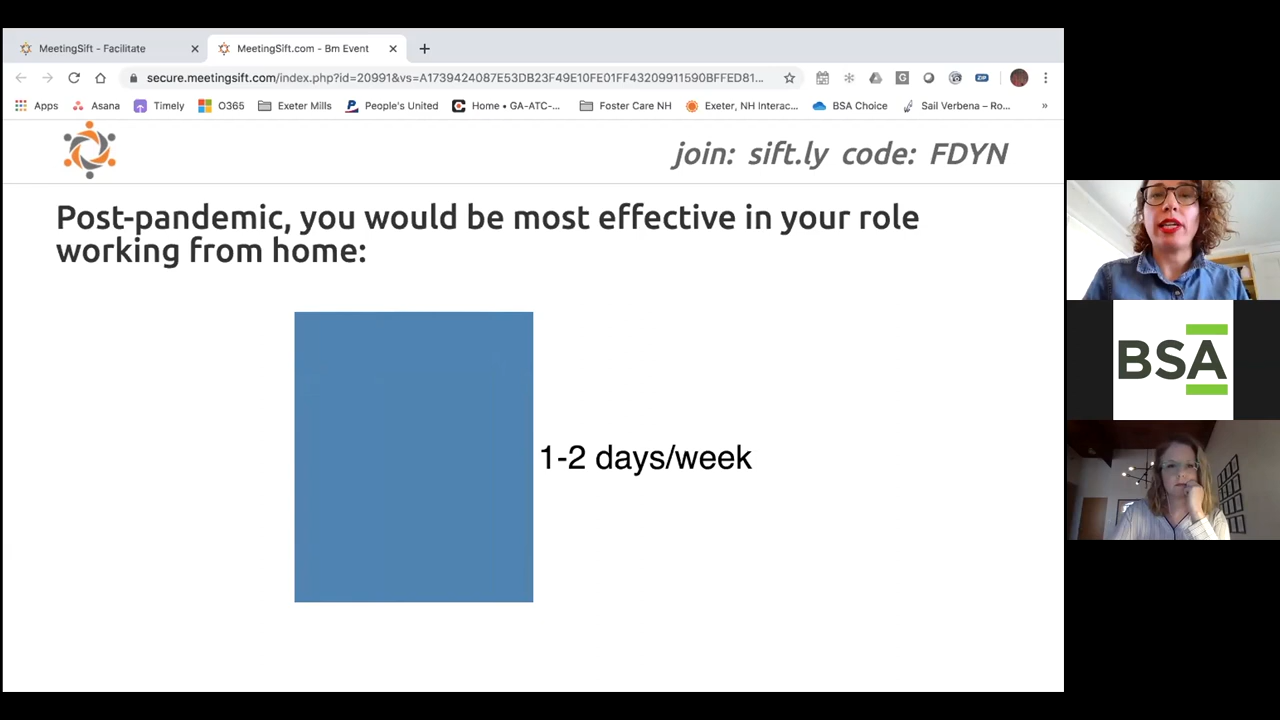 MeetingSift - Facilitate
MeetingSift.com - Bm Event
secure.meetingsift.com/index.php?id=20991&vs=A1739424087E53DB23F49E10FE01FF43209911590BFFED81...
Apps
Asana
Timely
O365
Exeter Mills
People's United
Home • GA-ATC-...
Foster Care NH
Exeter, NH Interac...
BSA Choice
Sail Verbena – Ro...
»
join: sift.ly code: FDYN
Post-pandemic, you would be most effective in your role
working from home:
1-2 days/week
BSA